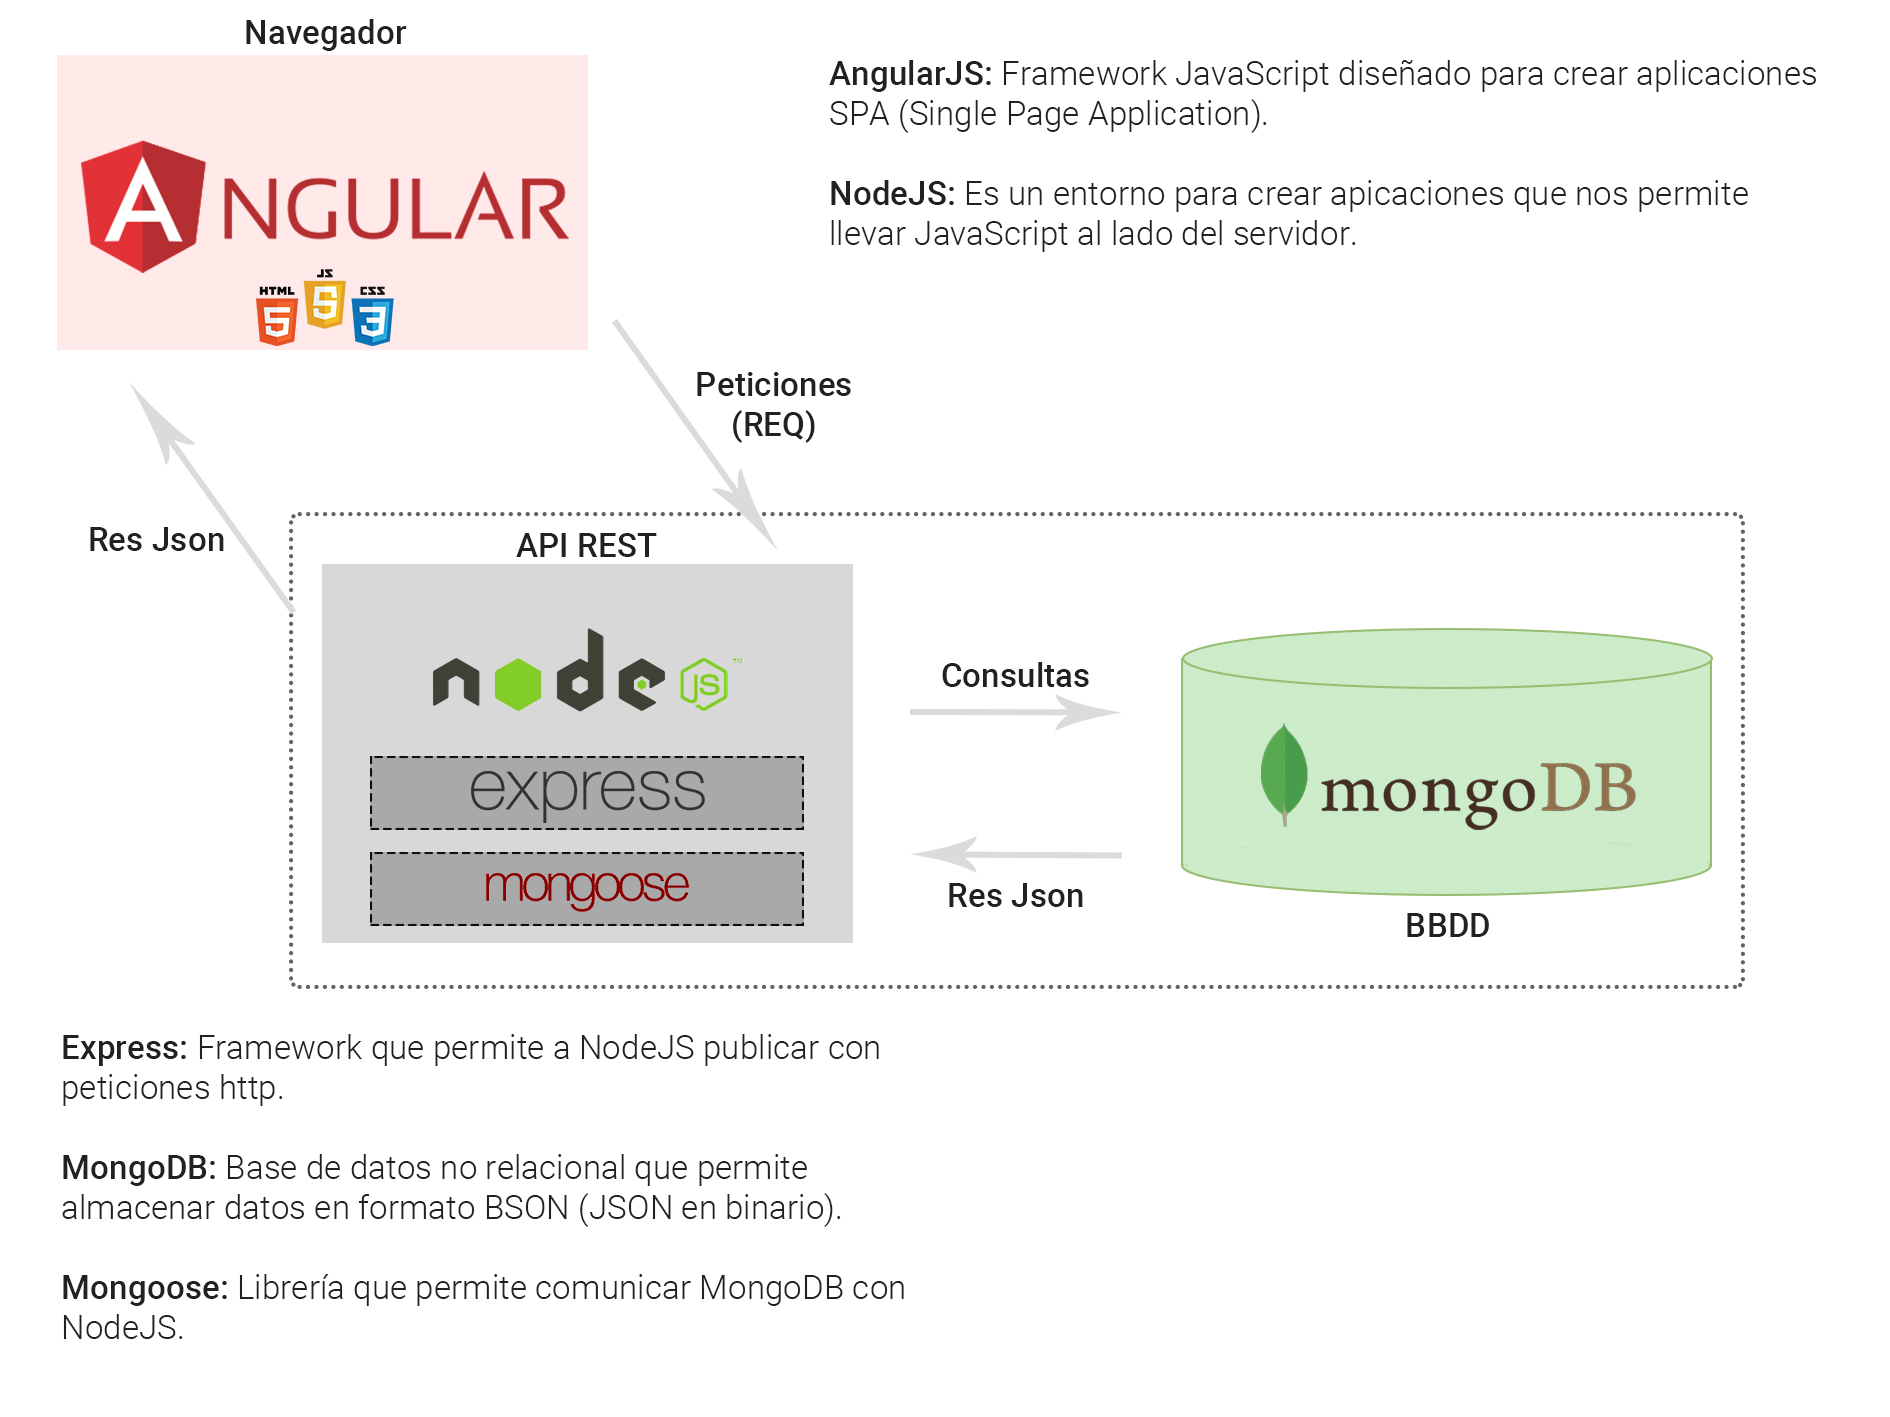 Navegador
ANGULAR
HTML
JS
CSS
5
5
3
AngularJS: Framework JavaScript diseñado para crear aplicaciones
SPA (Single Page Application).
NodeJS: Es un entorno para crear apicaciones que nos permite
llevar JavaScript al lado del servidor.
Peticiones
(REQ)
Res Json
API REST
node JS™
express
mongoose
Consultas
Res Json
mongoDB
BBDD
Express: Framework que permite a NodeJS publicar con
peticiones http.
MongoDB: Base de datos no relacional que permite
almacenar datos en formato BSON (JSON en binario).
Mongoose: Librería que permite comunicar MongoDB con
NodeJS.